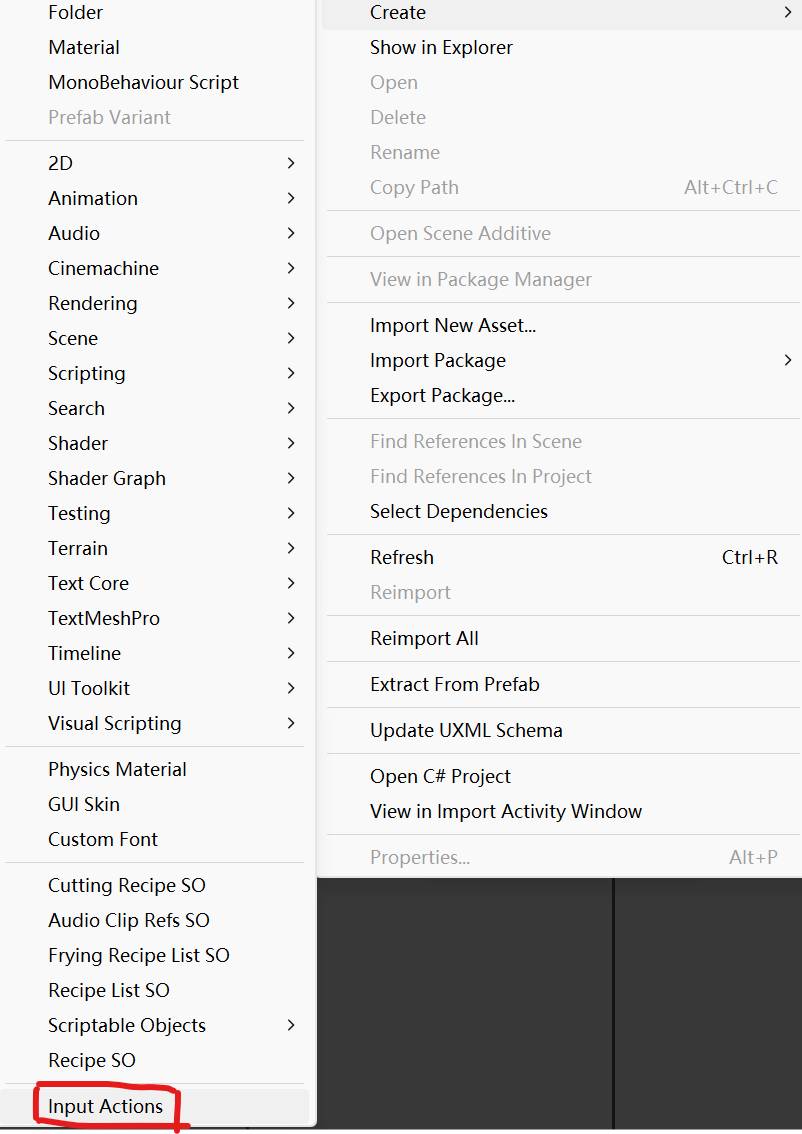 Folder
Material
MonoBehaviour Script
Prefab Variant
2D
Animation
Audio
Cinemachine
Rendering
Scene
Scripting
Search
Shader
Shader Graph
Testing
Terrain
Text Core
TextMeshPro
Timeline
UI Toolkit
Visual Scripting
Physics Material
GUI Skin
Custom Font
Cutting Recipe SO
Audio Clip Refs SO
Frying Recipe List SO
Recipe List SO
Scriptable Objects
Recipe SO
Input Actions
Create
Show in Explorer
Open
Delete
Rename
Copy Path Alt+Ctrl+C
Open Scene Additive
View in Package Manager
Import New Asset...
Import Package
Export Package...
Find References In Scene
Find References In Project
Select Dependencies
Refresh Ctrl+R
Reimport
Reimport All
Extract From Prefab
Update UXML Schema
Open C# Project
View in Import Activity Window
Properties... Alt+P